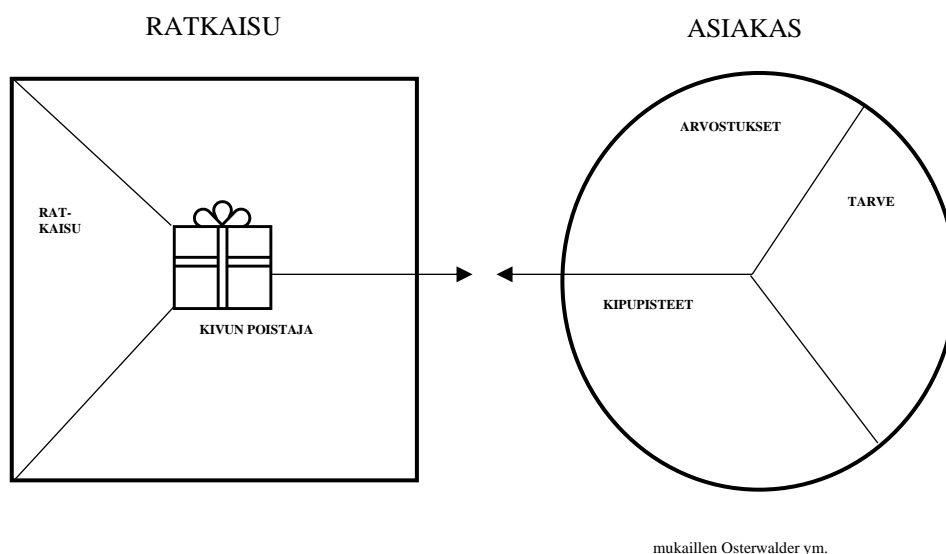 RATKAISU
ASIAKAS
ARVOSTUKSET
TARVE
RAT-
KAISU
KIPUPISTEET
KIVUN POISTAJA
mukaillen Osterwalder ym.